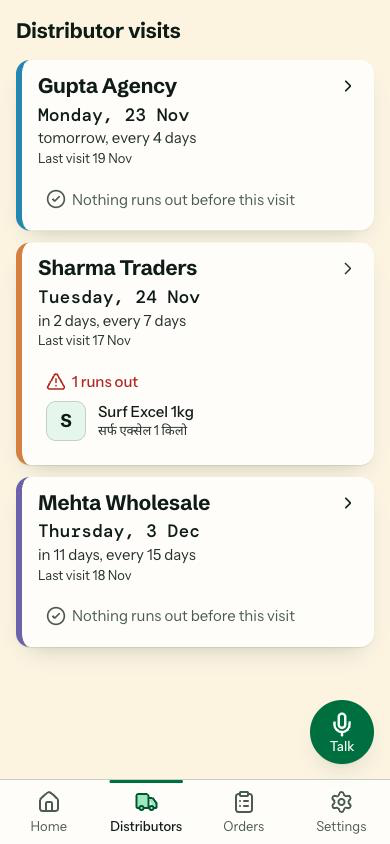 Distributor visits
Gupta Agency
Monday, 23 Nov
tomorrow, every 4 days
Last visit 19 Nov
Nothing runs out before this visit
Sharma Traders
Tuesday, 24 Nov
in 2 days, every 7 days
Last visit 17 Nov
1 runs out
S
Surf Excel 1kg
सर्फ एक्सेल 1 किलो
Mehta Wholesale
Thursday, 3 Dec
in 11 days, every 15 days
Last visit 18 Nov
Nothing runs out before this visit
Talk
Home
Distributors
Orders
Settings